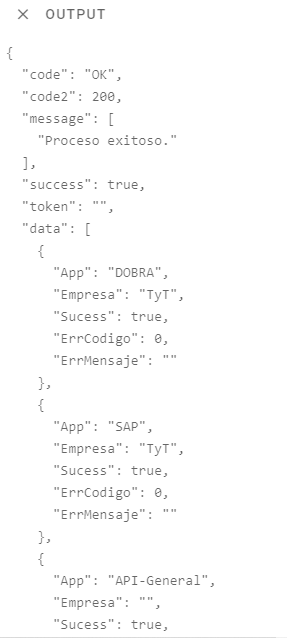 × OUTPUT
{
"code": "OK",
"code2": 200,
"message": [
"Proceso exitoso."
],
"success": true,
"token": "",
"data": [
{
"App": "DOBRA",
"Empresa": "TyT",
"Sucess": true,
"ErrCodigo": 0,
"ErrMensaje": ""
},
{
"App": "SAP",
"Empresa": "TyT",
"Sucess": true,
"ErrCodigo": 0,
"ErrMensaje": ""
},
{
"App": "API-General",
"Empresa": "",
"Sucess": true,